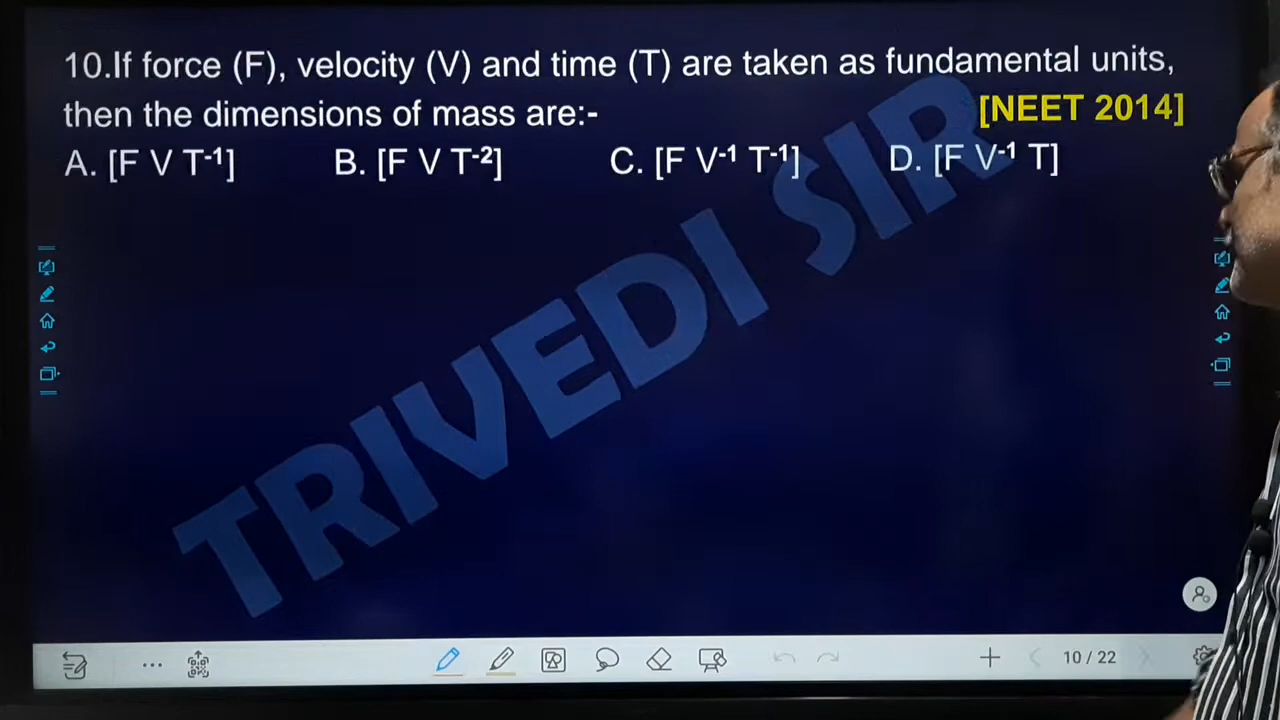 10.If force (F), velocity (V) and time (T) are taken as fundamental units,
then the dimensions of mass are:- [NEET 2014]
A. [F V T⁻¹] B. [F V T⁻²] C. [F V⁻¹ T⁻¹] D. [F V⁻¹ T]
TRIVEDI SIR
10 / 22